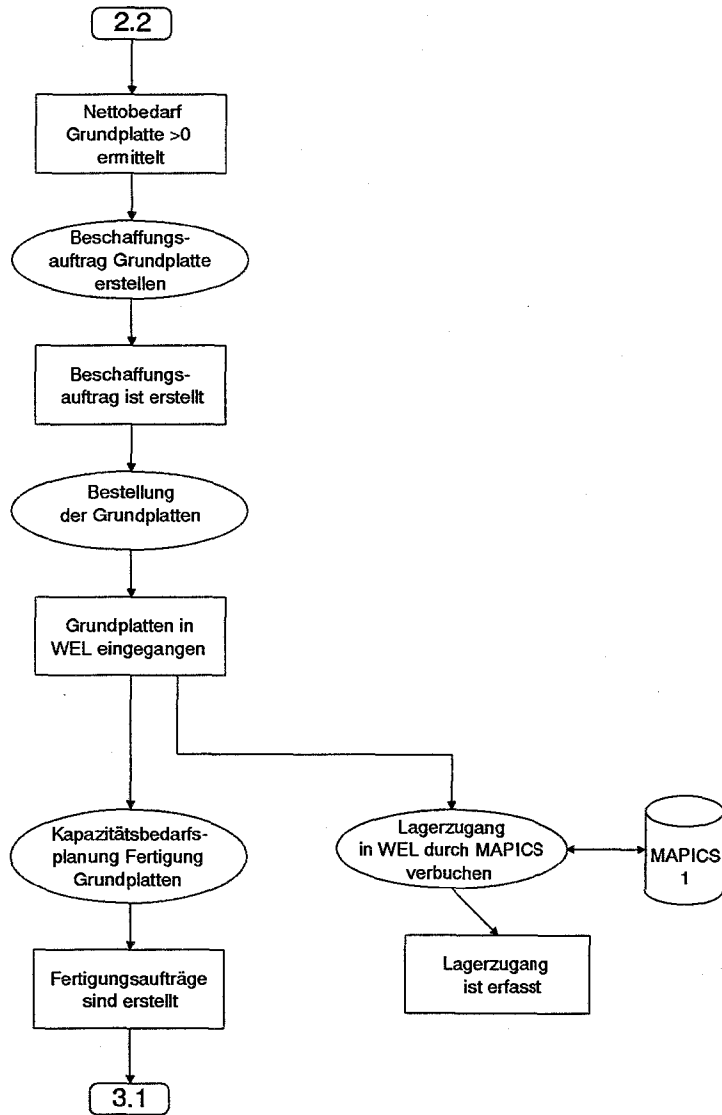 2.2
Nettobedarf
Grundplatte >0
ermittelt
Beschaffungs-
auftrag Grundplatte
erstellen
Beschaffungs-
auftrag ist erstellt
Bestellung
der Grundplatten
Grundplatten in
WEL eingegangen
Kapazitätsbedarfs-
planung Fertigung
Grundplatten
Lagerzugang
in WEL durch MAPICS
verbuchen
MAPICS
1
Fertigungsaufträge
sind erstellt
Lagerzugang
ist erfasst
3.1